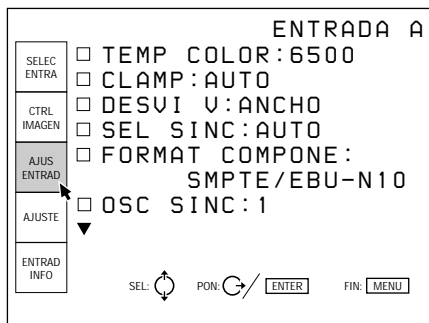 ENTRADA A
SELEC
ENTRA
CTRL
IMAGEN
AJUS
ENTRAD
AJUSTE
ENTRAD
INFO
TEMP COLOR:6500
CLAMP:AUTO
DESVI V:ANCHO
SEL SINC:AUTO
FORMAT COMPONE:
SMPTE/EBU-N10
OSC SINC:1
SEL: PON: / ENTER FIN: MENU